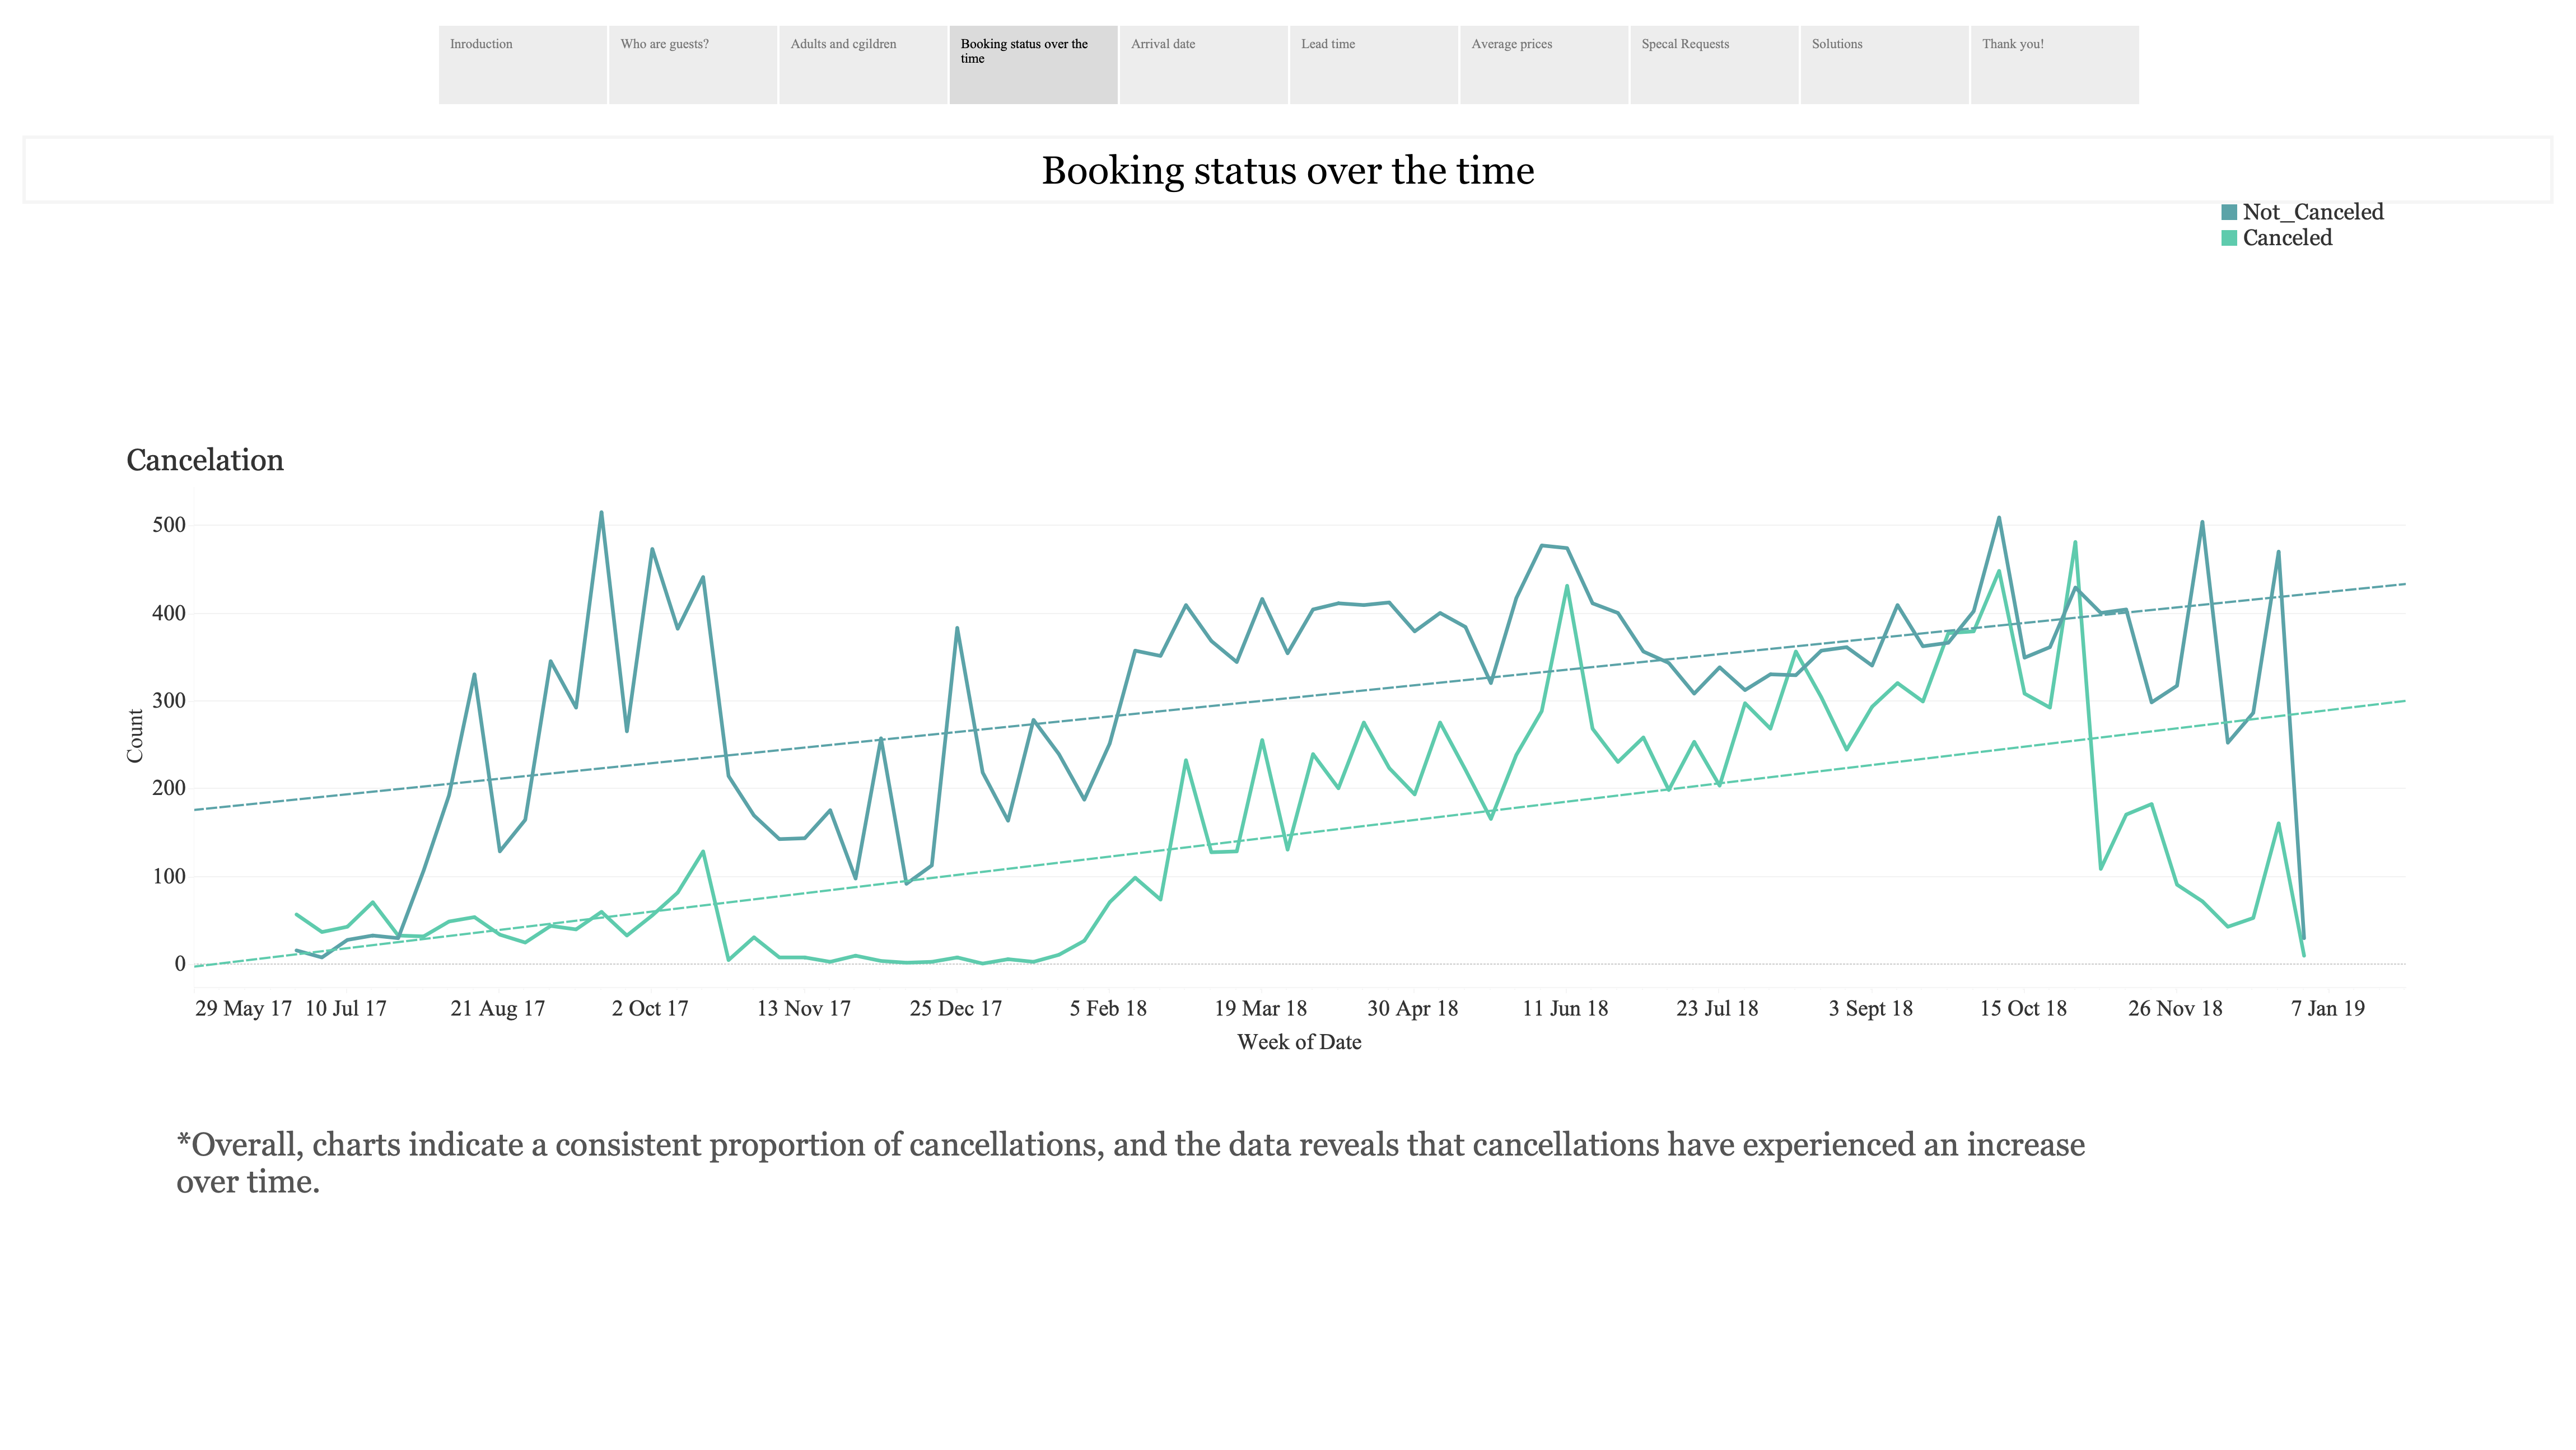 Inroduction
Who are guests?
Adults and cgildren
Booking status over the
time
Arrival date
Lead time
Average prices
Specal Requests
Solutions
Thank you!
Booking status over the time
Not_Canceled
Canceled
Cancelation
500
400
300
200
100
0
Count
29 May 17 10 Jul 17 21 Aug 17 2 Oct 17 13 Nov 17 25 Dec 17 5 Feb 18 19 Mar 18 30 Apr 18 11 Jun 18 23 Jul 18 3 Sept 18 15 Oct 18 26 Nov 18 7 Jan 19
Week of Date
*Overall, charts indicate a consistent proportion of cancellations, and the data reveals that cancellations have experienced an increase
over time.